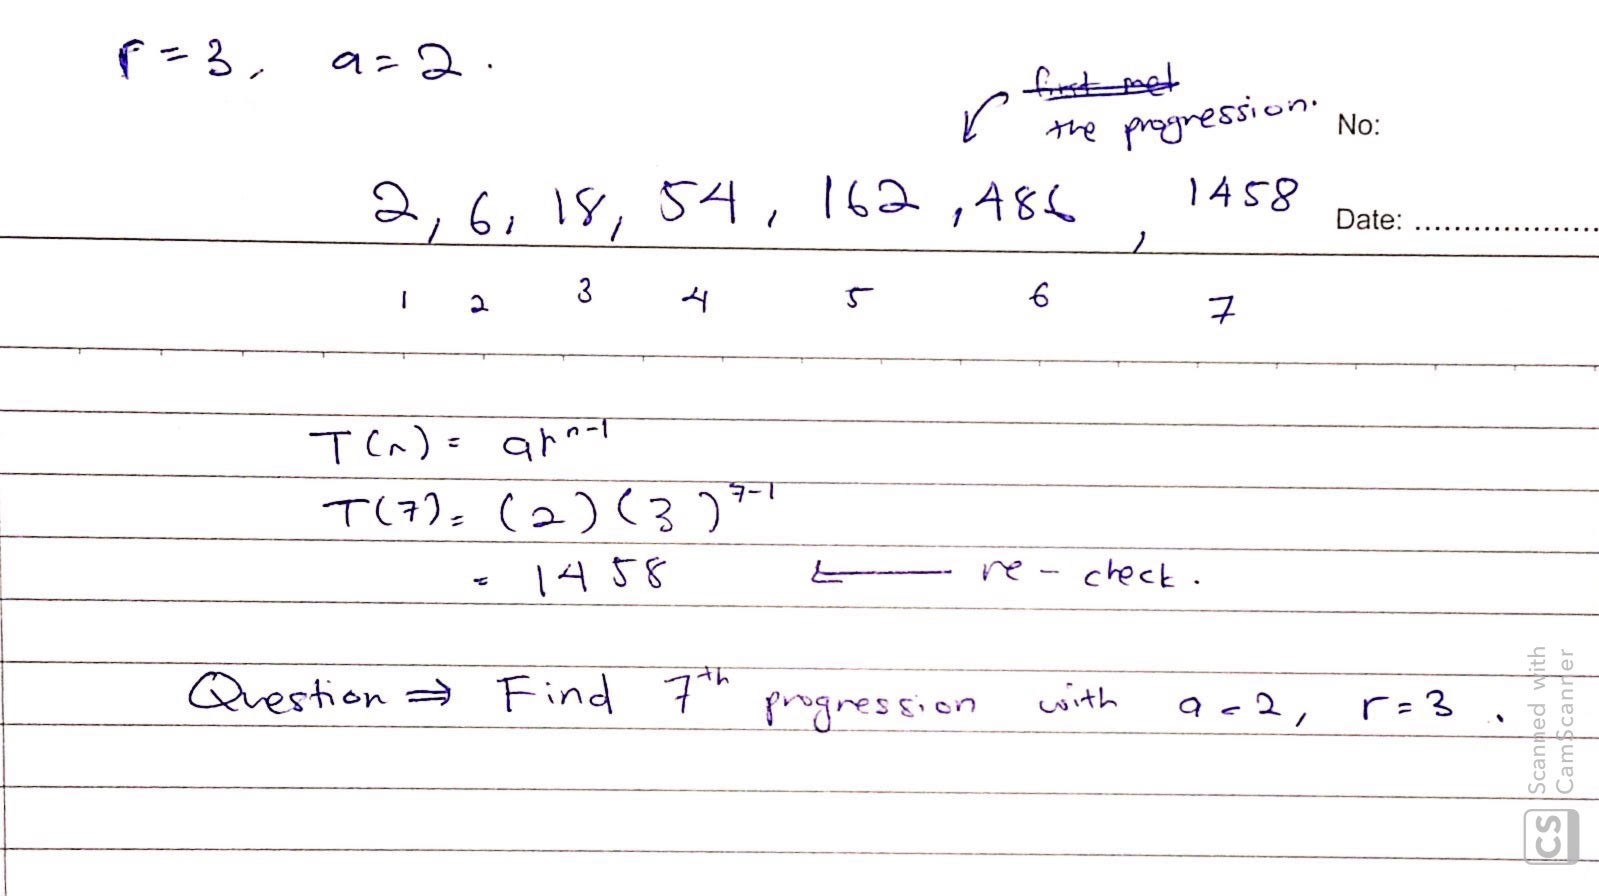 r = 3, a = 2.
first met
the progression.
No:
2, 6, 18, 54, 162, 486, 1458
Date: ....................
1 2 3 4 5 6 7
T(n) = ar^n-1
T(7) = (2)(3)^7-1
= 1458 ← re-check.
Question ⇒ Find 7th progression with a = 2, r = 3.
Scanned with
CamScanner
CS